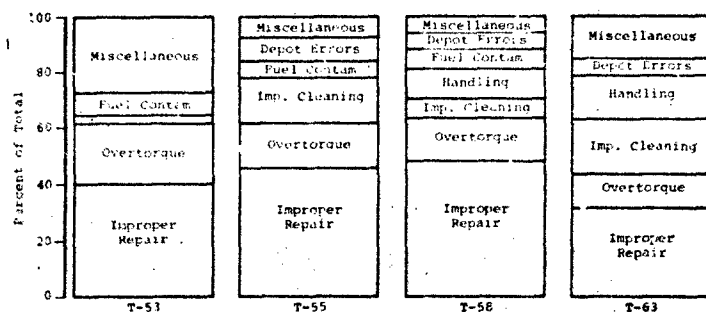 Percent of Total
100
80
60
40
20
0
Miscellaneous
Fuel Contam
Overtorque
Improper
Repair
T-53
Miscellaneous
Depot Errors
Fuel Contam
Imp. Cleaning
Overtorque
Improper
Repair
T-55
Miscellaneous
Depot Errors
Fuel Contam
Handling
Imp. Cleaning
Overtorque
Improper
Repair
T-58
Miscellaneous
Depot Errors
Handling
Imp. Cleaning
Overtorque
Improper
Repair
T-63